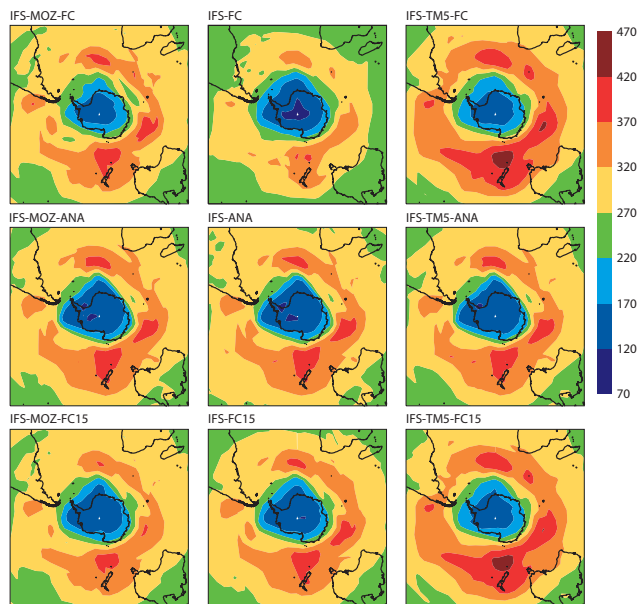 IFS-MOZ-FC
IFS-FC
IFS-TM5-FC
470
420
370
320
270
220
170
120
70
IFS-MOZ-ANA
IFS-ANA
IFS-TM5-ANA
IFS-MOZ-FC15
IFS-FC15
IFS-TM5-FC15